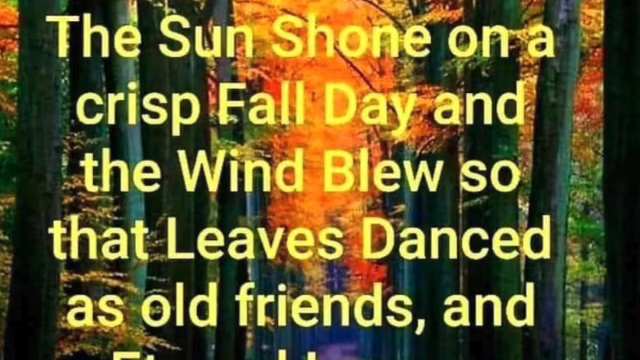 The Sun Shone on a
crisp Fall Day and
the Wind Blew so
that Leaves Danced
as old friends, and